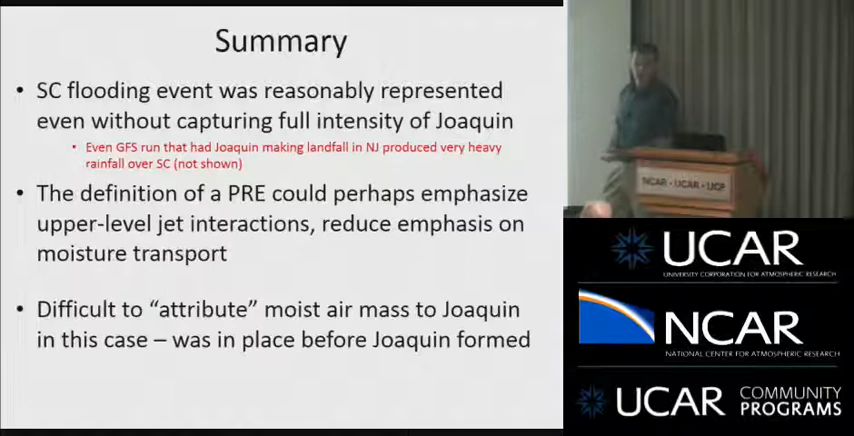 Summary
• SC flooding event was reasonably represented
even without capturing full intensity of Joaquin
• Even GFS run that had Joaquin making landfall in NJ produced very heavy
rainfall over SC (not shown)
• The definition of a PRE could perhaps emphasize
upper-level jet interactions, reduce emphasis on
moisture transport
• Difficult to “attribute” moist air mass to Joaquin
in this case – was in place before Joaquin formed
NCAR • UCAR • UCP
UCAR
UNIVERSITY CORPORATION FOR ATMOSPHERIC RESEARCH
NCAR
NATIONAL CENTER FOR ATMOSPHERIC RESEARCH
UCAR COMMUNITY
PROGRAMS